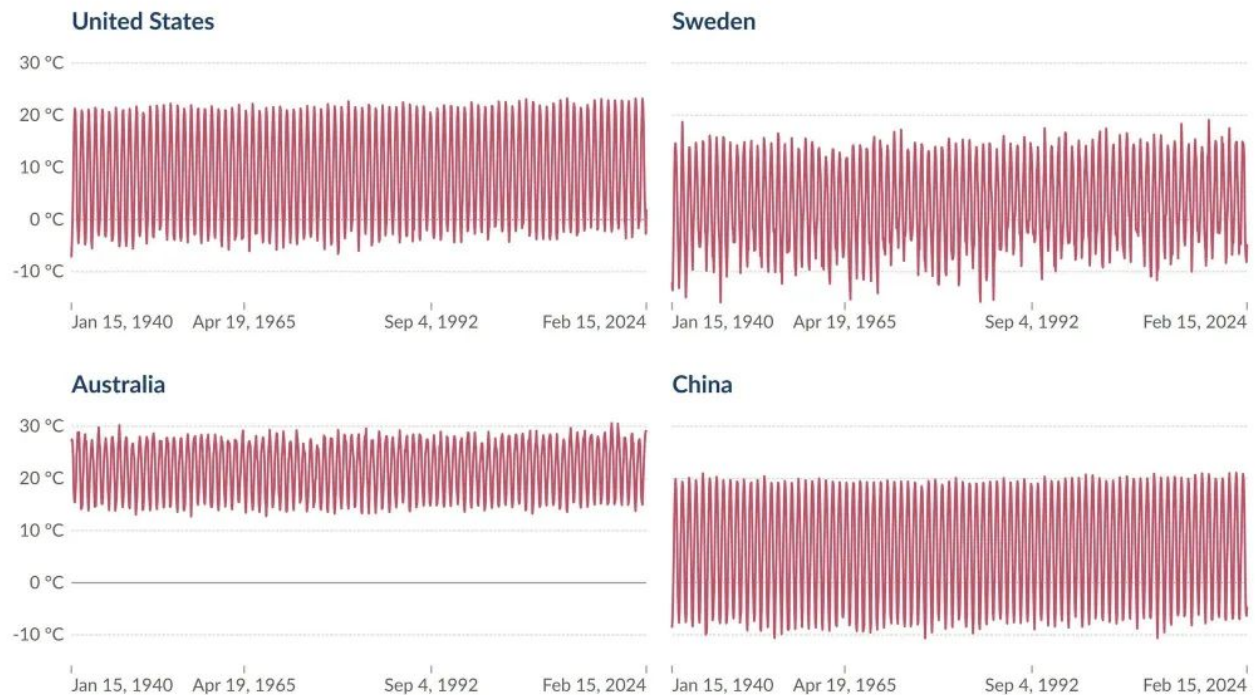 United States
Sweden
30 °C
20 °C
10 °C
0 °C
-10 °C
Jan 15, 1940 Apr 19, 1965 Sep 4, 1992 Feb 15, 2024
Jan 15, 1940 Apr 19, 1965 Sep 4, 1992 Feb 15, 2024
Australia
China
30 °C
20 °C
10 °C
0 °C
-10 °C
Jan 15, 1940 Apr 19, 1965 Sep 4, 1992 Feb 15, 2024
Jan 15, 1940 Apr 19, 1965 Sep 4, 1992 Feb 15, 2024